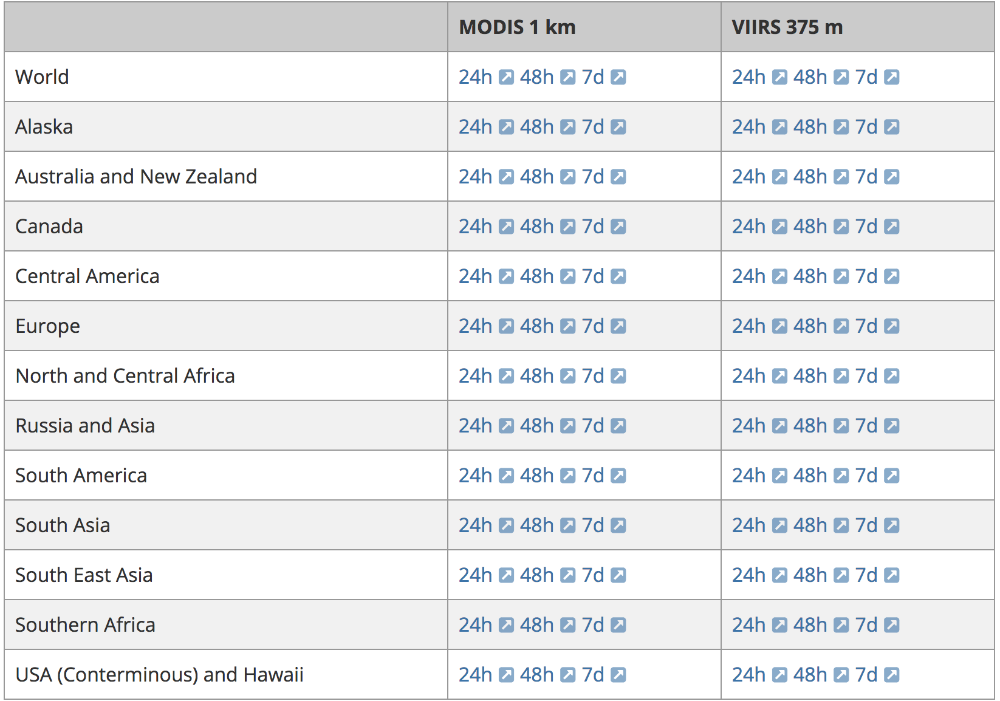 MODIS 1 km VIIRS 375 m
World 24h 48h 7d 24h 48h 7d
Alaska 24h 48h 7d 24h 48h 7d
Australia and New Zealand 24h 48h 7d 24h 48h 7d
Canada 24h 48h 7d 24h 48h 7d
Central America 24h 48h 7d 24h 48h 7d
Europe 24h 48h 7d 24h 48h 7d
North and Central Africa 24h 48h 7d 24h 48h 7d
Russia and Asia 24h 48h 7d 24h 48h 7d
South America 24h 48h 7d 24h 48h 7d
South Asia 24h 48h 7d 24h 48h 7d
South East Asia 24h 48h 7d 24h 48h 7d
Southern Africa 24h 48h 7d 24h 48h 7d
USA (Conterminous) and Hawaii 24h 48h 7d 24h 48h 7d